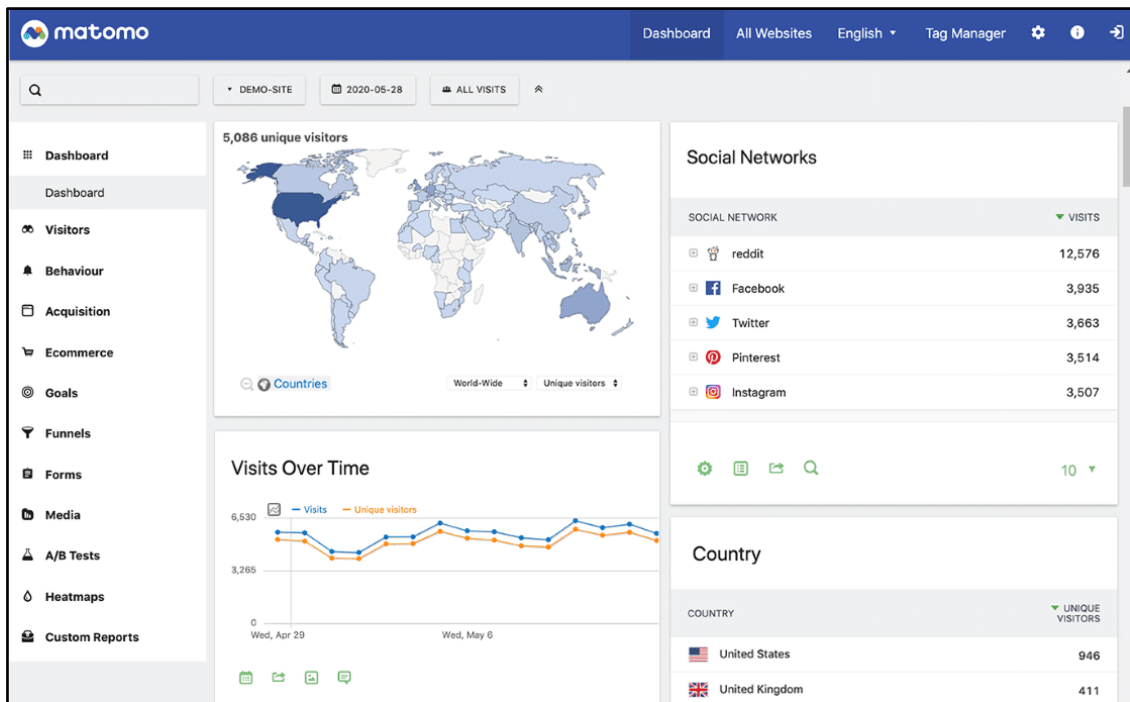 matomo
Dashboard
All Websites
English
Tag Manager
DEMO-SITE
2020-05-28
ALL VISITS
Dashboard
Dashboard
Visitors
Behaviour
Acquisition
Ecommerce
Goals
Funnels
Forms
Media
A/B Tests
Heatmaps
Custom Reports
5,086 unique visitors
Countries
World-Wide
Unique visitors
Visits Over Time
Visits
Unique visitors
6,530
3,265
0
Wed, Apr 29
Wed, May 6
Social Networks
SOCIAL NETWORK
VISITS
reddit 12,576
Facebook 3,935
Twitter 3,663
Pinterest 3,514
Instagram 3,507
10
Country
COUNTRY
UNIQUE
VISITORS
United States 946
United Kingdom 411